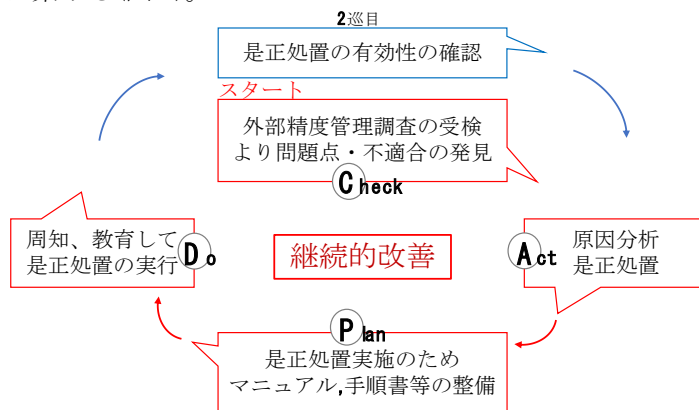 2巡目
是正処置の有効性の確認
スタート
外部精度管理調査の受検
より問題点・不適合の発見
Check
周知、教育して
是正処置の実行
Do
継続的改善
Act
原因分析
是正処置
Plan
是正処置実施のため
マニュアル,手順書等の整備